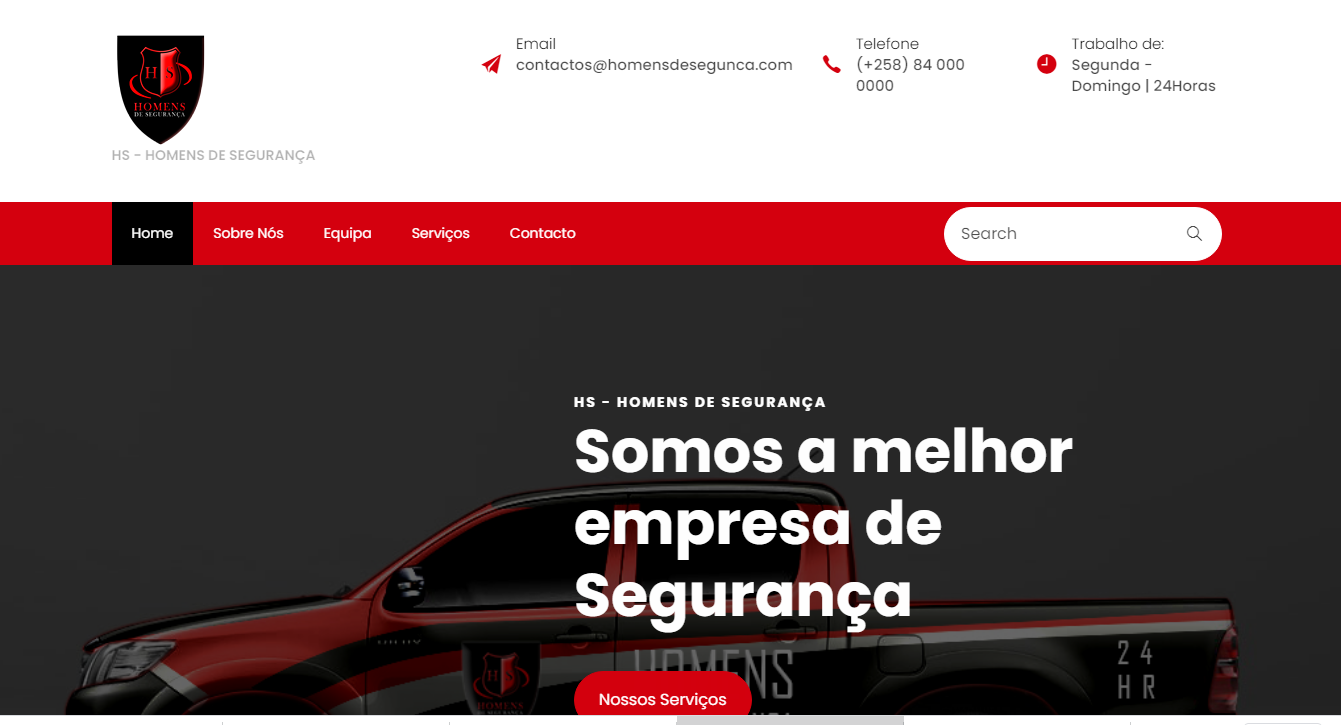 H S
HOMENS
DE SEGURANÇA
HS - HOMENS DE SEGURANÇA
Email
contactos@homensdesegunca.com
Telefone
(+258) 84 000
0000
Trabalho de:
Segunda -
Domingo | 24Horas
Home
Sobre Nós
Equipa
Serviços
Contacto
Search
HS - HOMENS DE SEGURANÇA
Somos a melhor
empresa de
Segurança
HOMENS
24
HR
HOMENS
Nossos Serviços